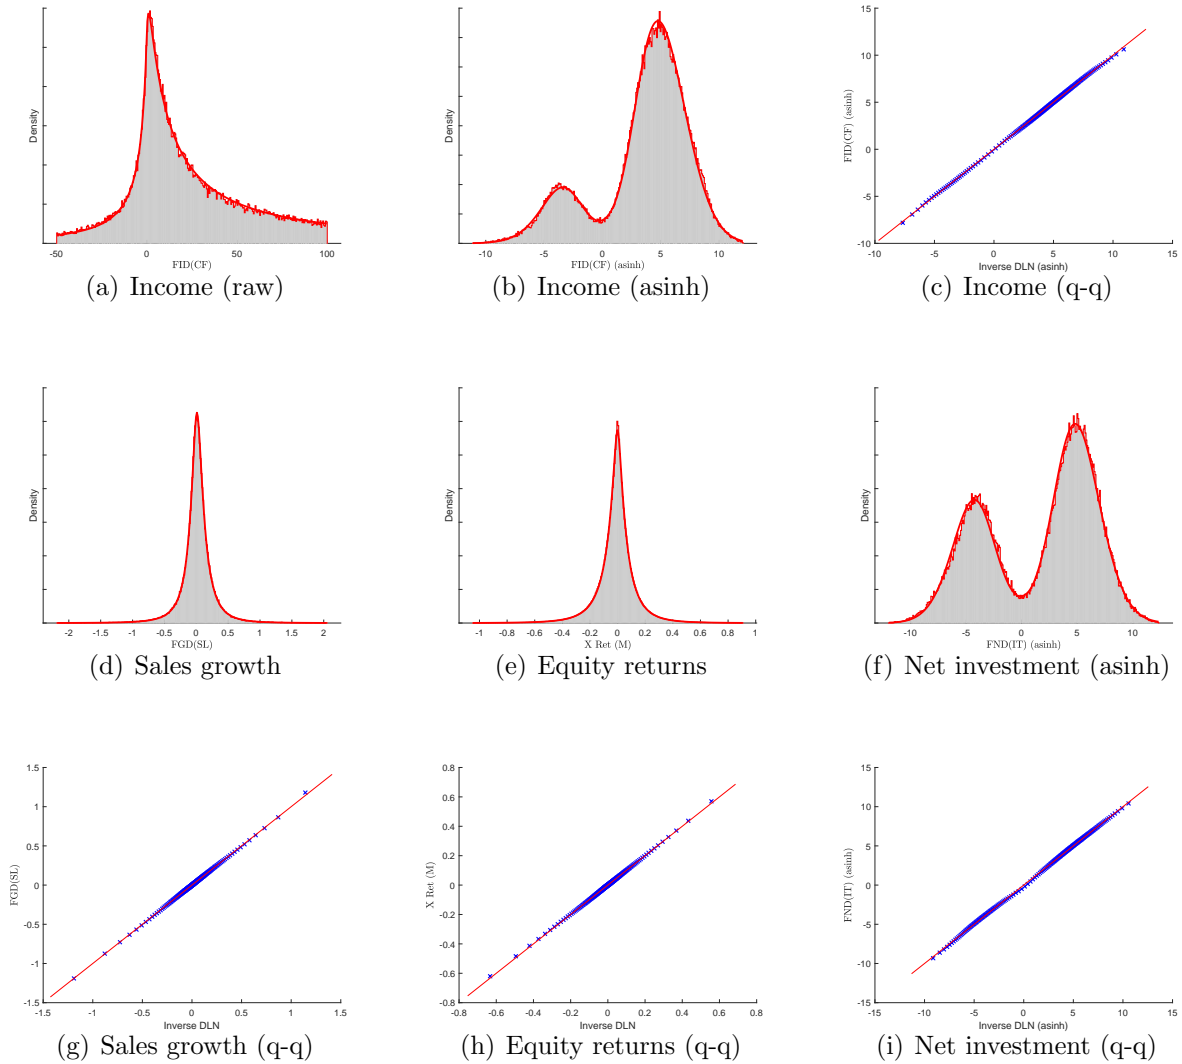 Density
-50 0 50 100
FID(CF)
(a) Income (raw)
Density
-10 -5 0 5 10
FID(CF) (asinh)
(b) Income (asinh)
15
10
5
0
-5
-10
FID(CF) (asinh)
-10 -5 0 5 10 15
Inverse DLN (asinh)
(c) Income (q-q)
Density
-2 -1.5 -1 -0.5 0 0.5 1 1.5 2
FGD(SL)
(d) Sales growth
Density
-1 -0.8 -0.6 -0.4 -0.2 0 0.2 0.4 0.6 0.8 1
X Ret (M)
(e) Equity returns
Density
-10 -5 0 5 10
FND(IT) (asinh)
(f) Net investment (asinh)
1.5
1
0.5
0
-0.5
-1
-1.5
FGD(SL)
-1.5 -1 -0.5 0 0.5 1 1.5
Inverse DLN
(g) Sales growth (q-q)
0.8
0.6
0.4
0.2
0
-0.2
-0.4
-0.6
-0.8
X Ret (M)
-0.8 -0.6 -0.4 -0.2 0 0.2 0.4 0.6 0.8
Inverse DLN
(h) Equity returns (q-q)
15
10
5
0
-5
-10
-15
FND(IT) (asinh)
-15 -10 -5 0 5 10 15
Inverse DLN (asinh)
(i) Net investment (q-q)